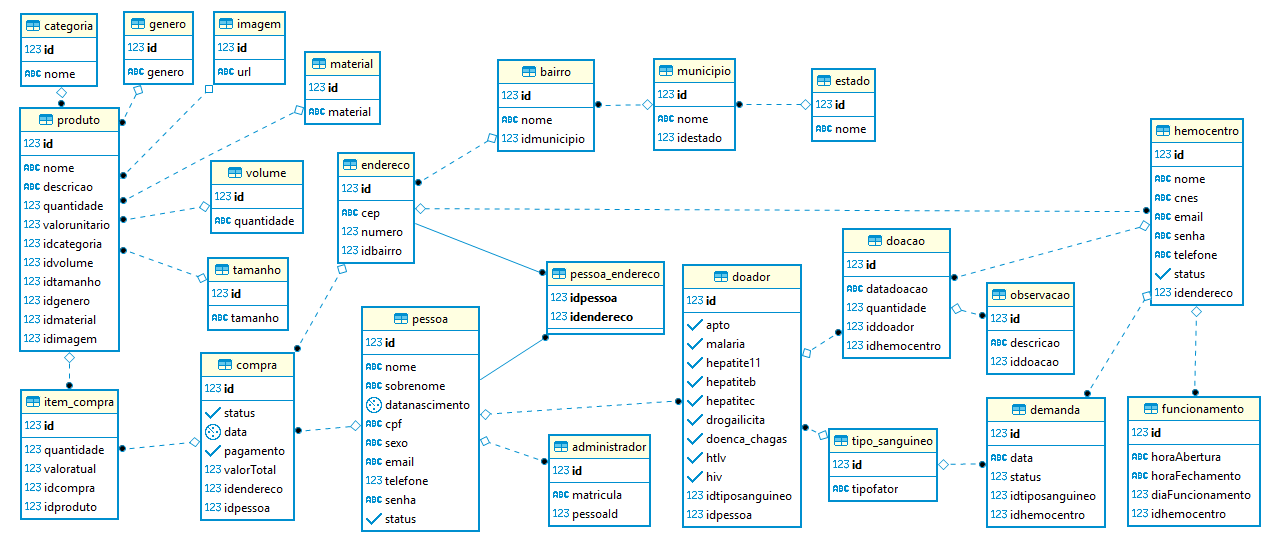 categoria
123 id
ABC nome
genero
123 id
ABC genero
imagem
123 id
ABC url
material
123 id
ABC material
bairro
123 id
ABC nome
123 idmunicipio
municipio
123 id
ABC nome
123 idestado
estado
123 id
ABC nome
produto
123 id
ABC nome
ABC descricao
123 quantidade
123 valorunitario
123 idcategoria
123 idvolume
123 idtamanho
123 idgenero
123 idmaterial
123 idimagem
volume
123 id
ABC quantidade
tamanho
123 id
ABC tamanho
endereco
123 id
ABC cep
123 numero
123 idbairro
hemocentro
123 id
ABC nome
ABC cnes
ABC email
ABC senha
123 telefone
status
123 idendereco
pessoa_endereco
123 idpessoa
123 idendereco
doador
123 id
apto
malaria
hepatite11
hepatiteb
hepatitec
drogailicita
doenca_chagas
htlv
hiv
123 idtiposanguineo
123 idpessoa
doacao
123 id
ABC datadoacao
123 quantidade
123 iddoador
123 idhemocentro
observacao
123 id
ABC descricao
123 iddoacao
item_compra
123 id
123 quantidade
123 valoratual
123 idcompra
123 idproduto
compra
123 id
status
data
pagamento
123 valorTotal
123 idendereco
123 idpessoa
pessoa
123 id
ABC nome
ABC sobrenome
datanascimento
ABC cpf
ABC sexo
ABC email
123 telefone
ABC senha
status
administrador
123 id
ABC matricula
123 pessoaId
tipo_sanguineo
123 id
ABC tipofator
demanda
123 id
ABC data
123 status
123 idtiposanguineo
123 idhemocentro
funcionamento
123 id
ABC horaAbertura
ABC horaFechamento
ABC diaFuncionamento
123 idhemocentro